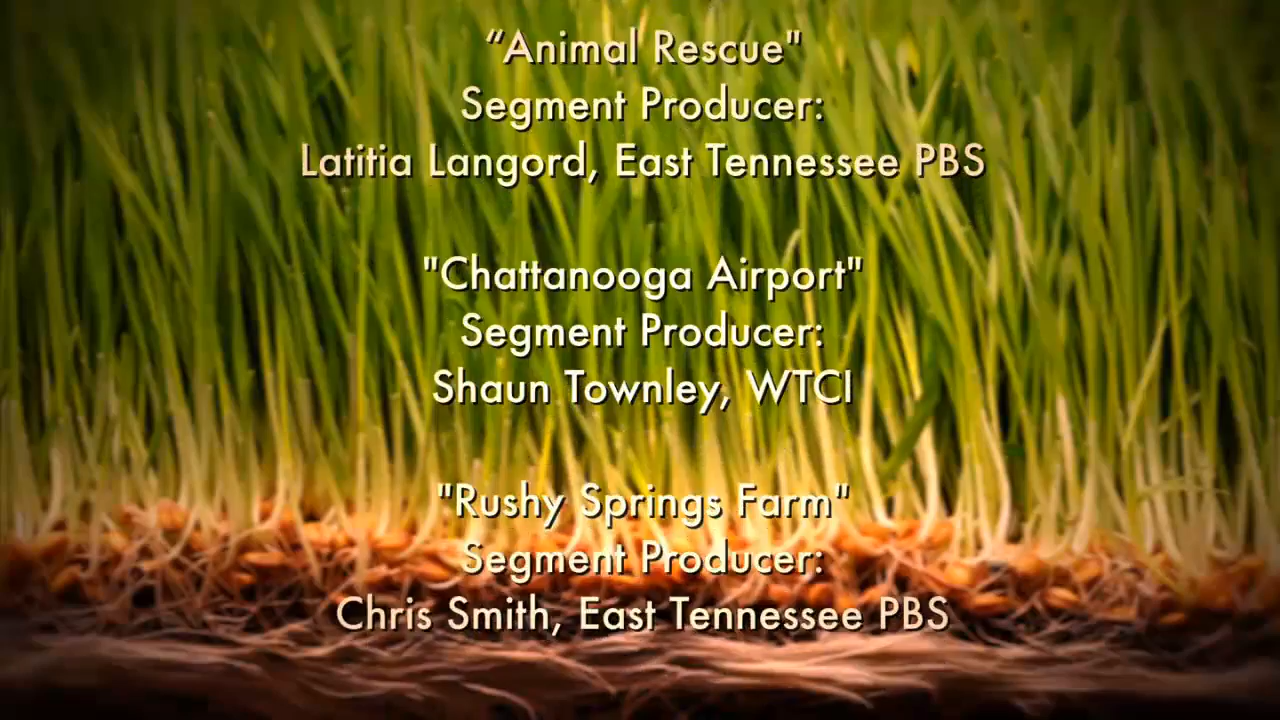 “Animal Rescue"
Segment Producer:
Latitia Langord, East Tennessee PBS
"Chattanooga Airport"
Segment Producer:
Shaun Townley, WTCI
"Rushy Springs Farm"
Segment Producer:
Chris Smith, East Tennessee PBS